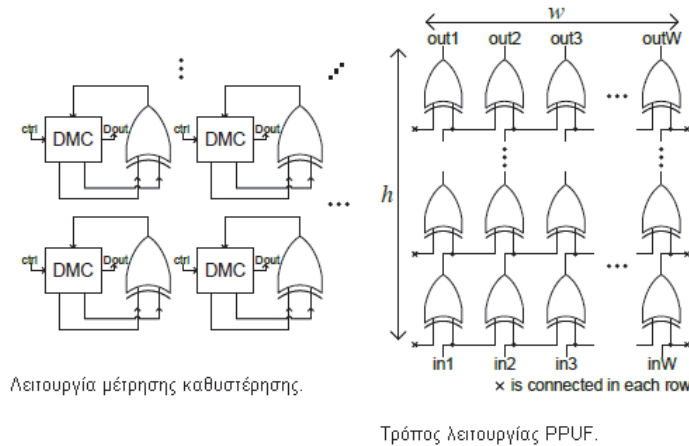 w
out1 out2 out3 outW
h
ctrl DMC Dout ctrl DMC Dout
ctrl DMC Dout ctrl DMC Dout
in1 in2 in3 inW
× is connected in each row
Λειτουργία μέτρησης καθυστέρησης.
Τρόπος λειτουργίας PPUF.